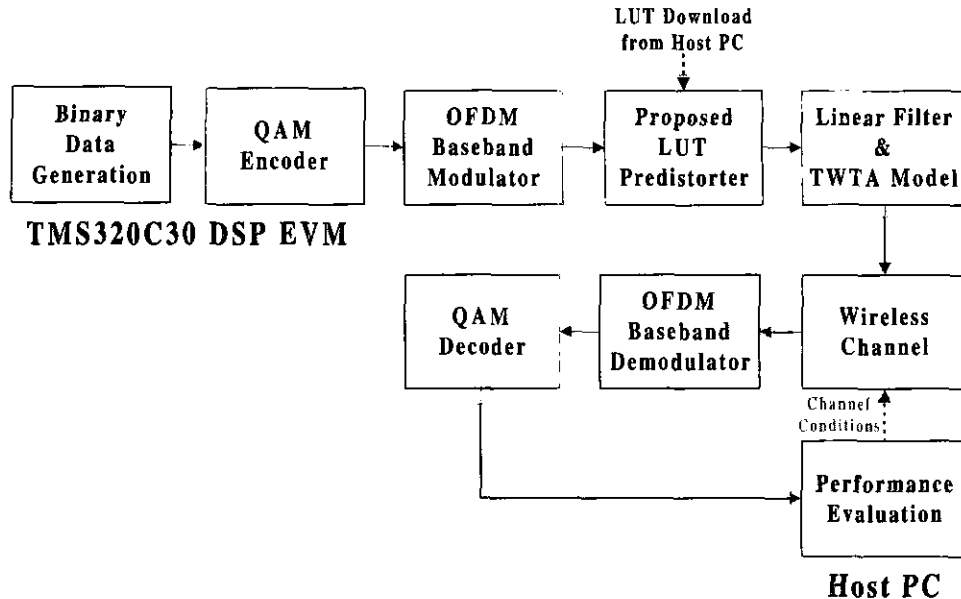 LUT Download
from Host PC
Binary
Data
Generation
QAM
Encoder
OFDM
Baseband
Modulator
Proposed
LUT
Predistorter
Linear Filter
&
TWTA Model
TMS320C30 DSP EVM
QAM
Decoder
OFDM
Baseband
Demodulator
Wireless
Channel
Channel
Conditions
Performance
Evaluation
Host PC